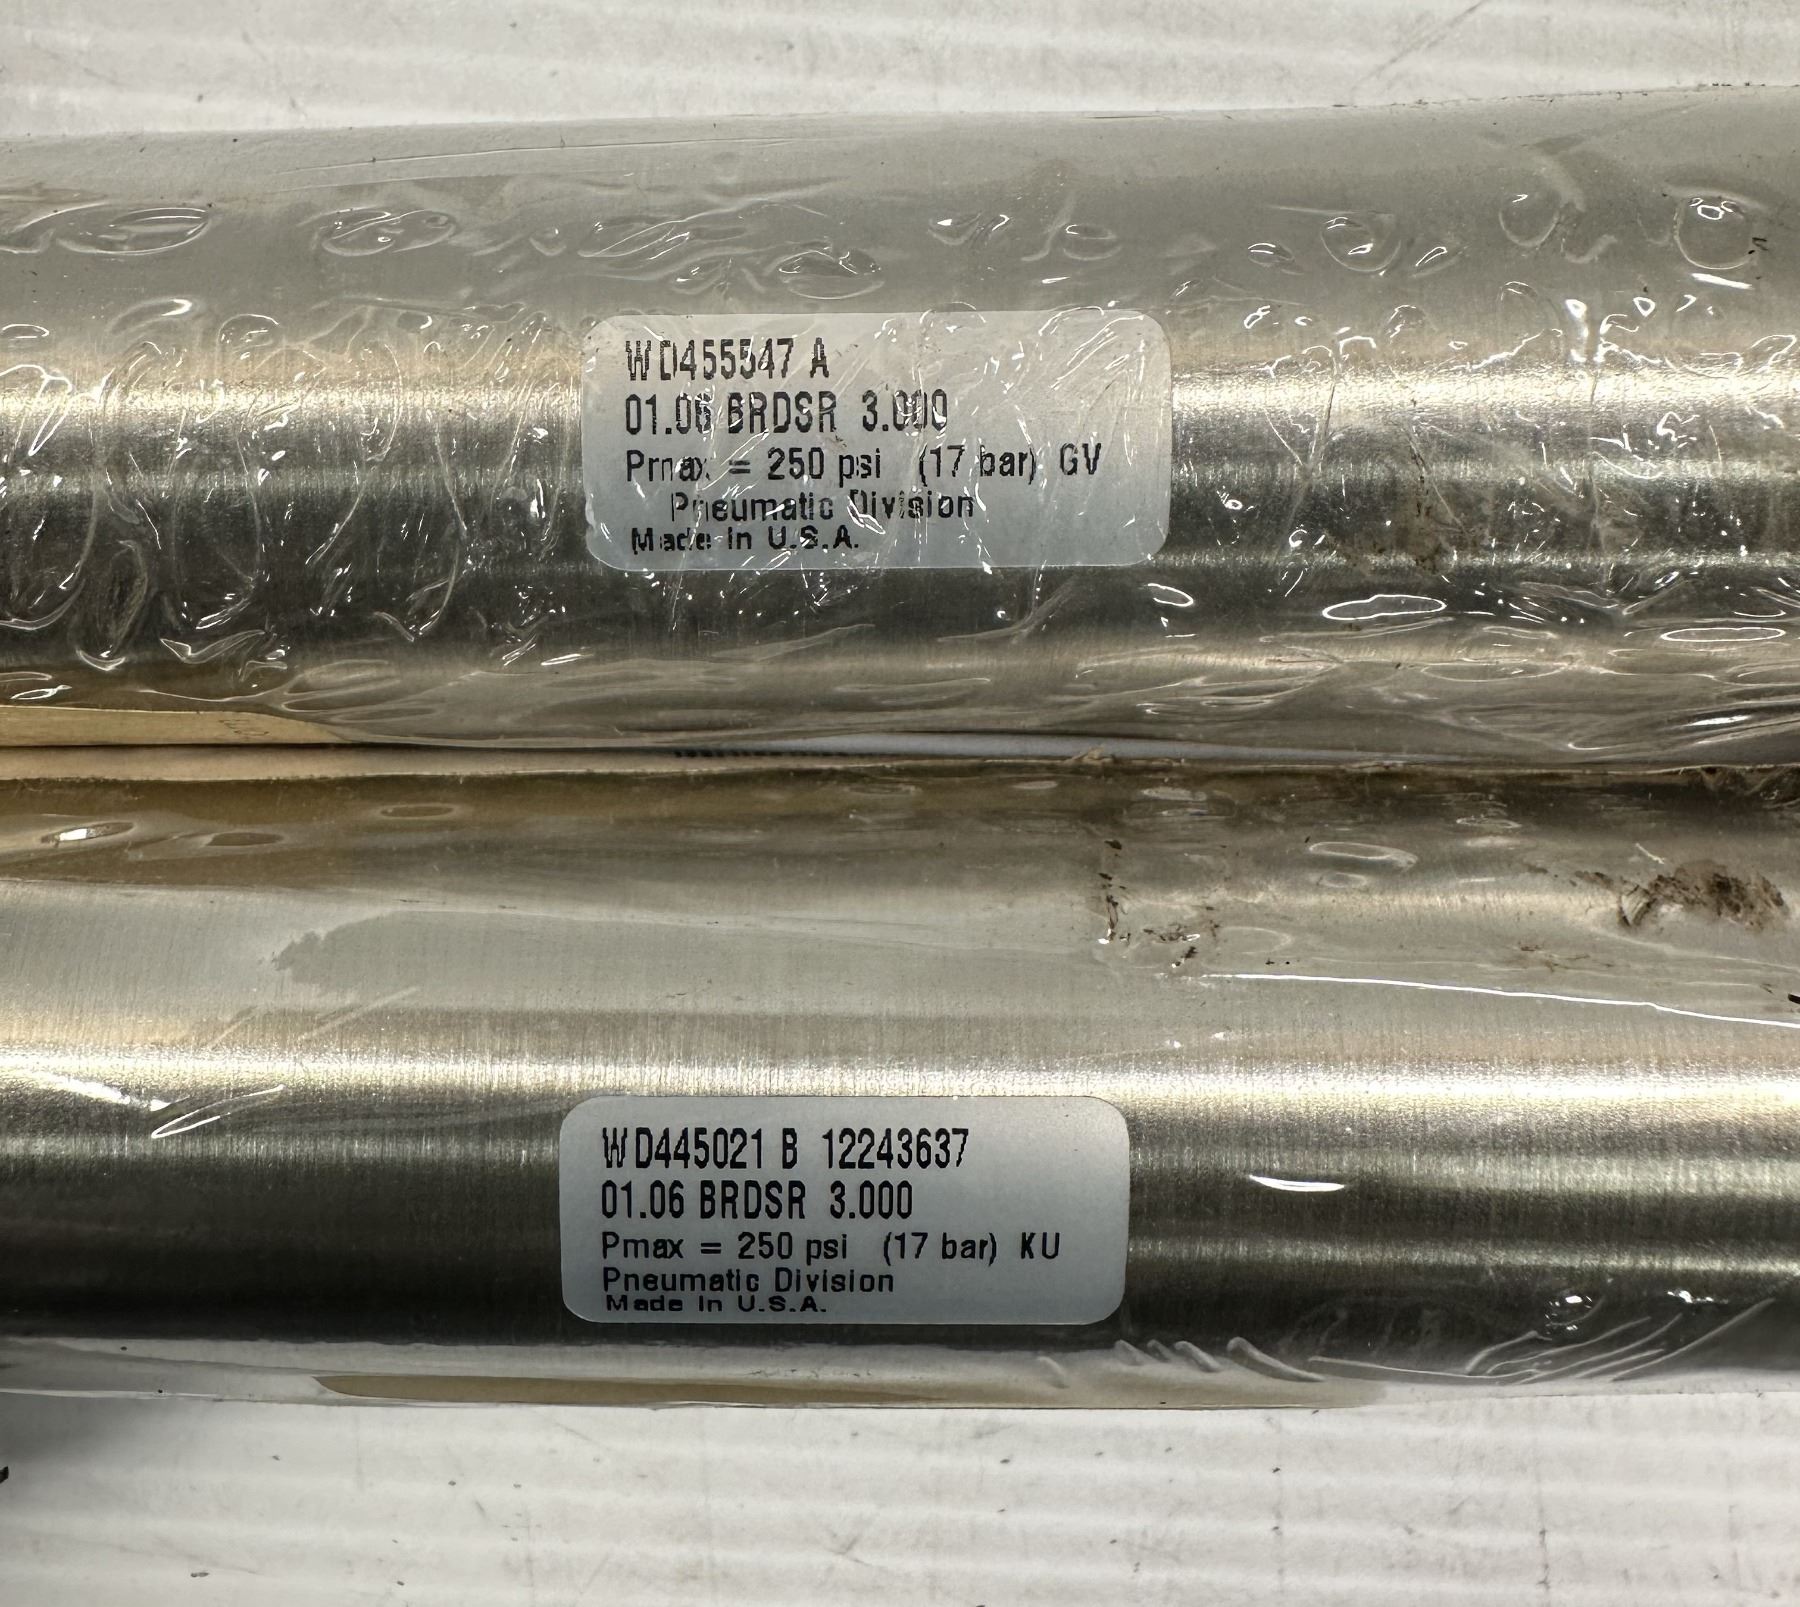 WD455547 A
01.06 BRDSR 3.000
Pmax = 250 psi (17 bar) GV
Pneumatic Division
Made in U.S.A.
WD445021 B 12243637
01.06 BRDSR 3.000
Pmax = 250 psi (17 bar) KU
Pneumatic Division
Made in U.S.A.